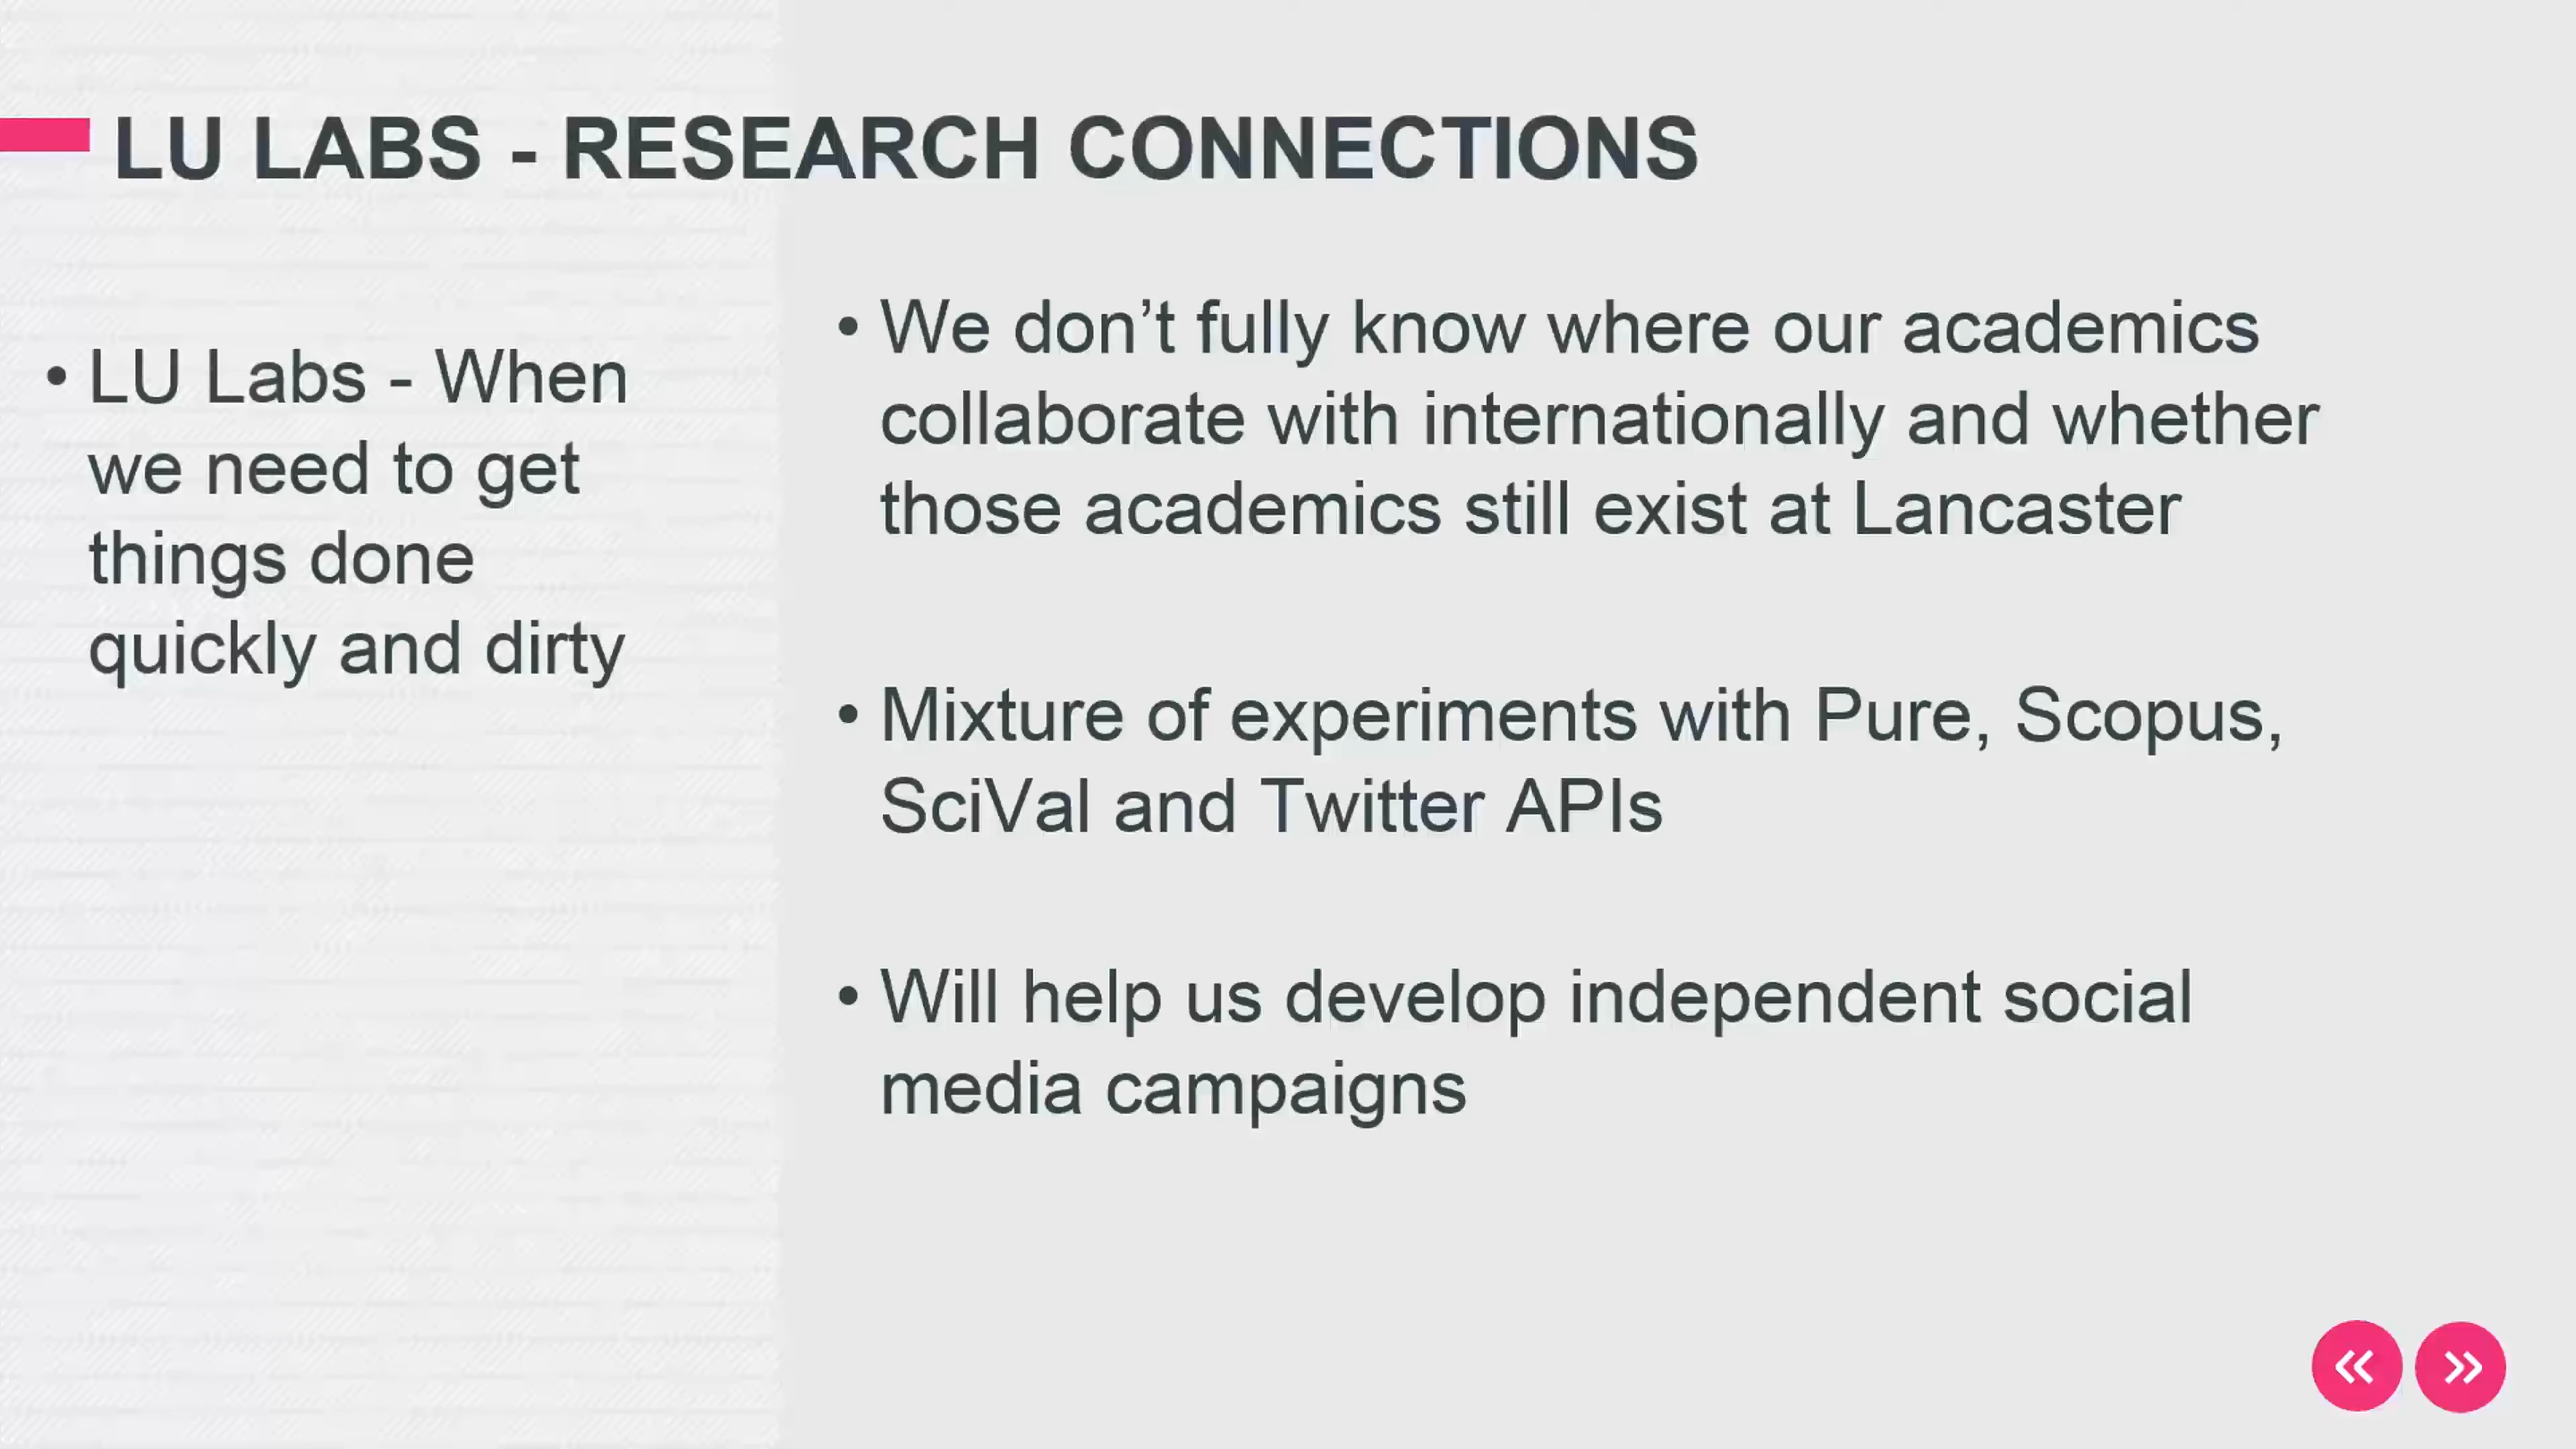 LU LABS - RESEARCH CONNECTIONS
• LU Labs - When
we need to get
things done
quickly and dirty
• We don’t fully know where our academics
collaborate with internationally and whether
those academics still exist at Lancaster
• Mixture of experiments with Pure, Scopus,
SciVal and Twitter APIs
• Will help us develop independent social
media campaigns